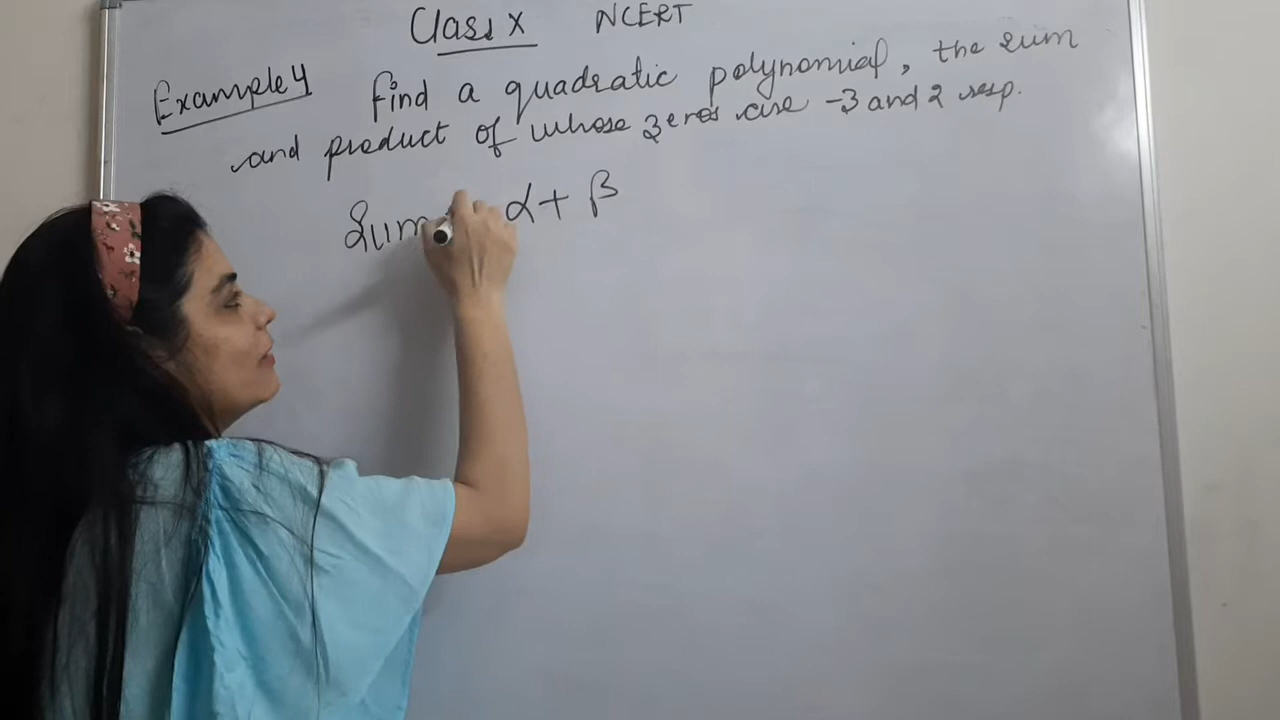 Class X NCERT
Example 4 Find a quadratic polynomial, the sum
and product of whose zeros are -3 and 2 resp.
Sum α + β